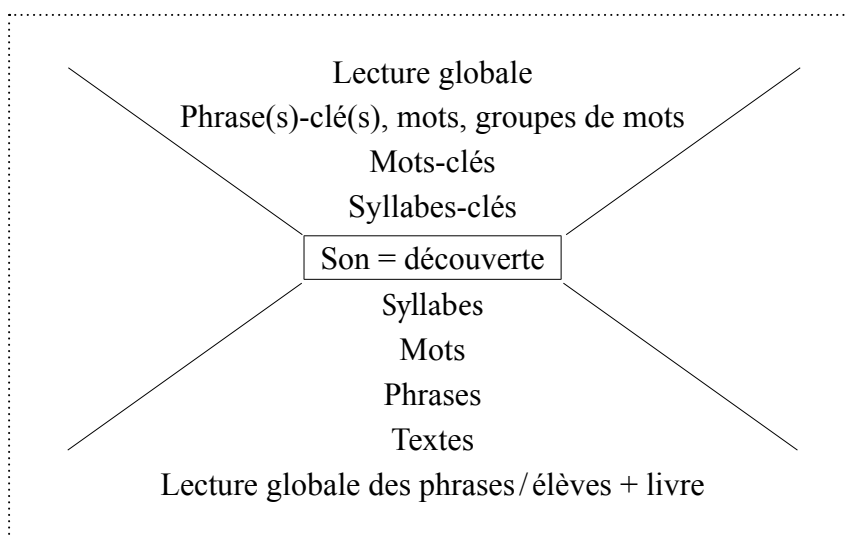 Lecture globale
Phrase(s)-clé(s), mots, groupes de mots
Mots-clés
Syllabes-clés
Son = découverte
Syllabes
Mots
Phrases
Textes
Lecture globale des phrases/élèves + livre